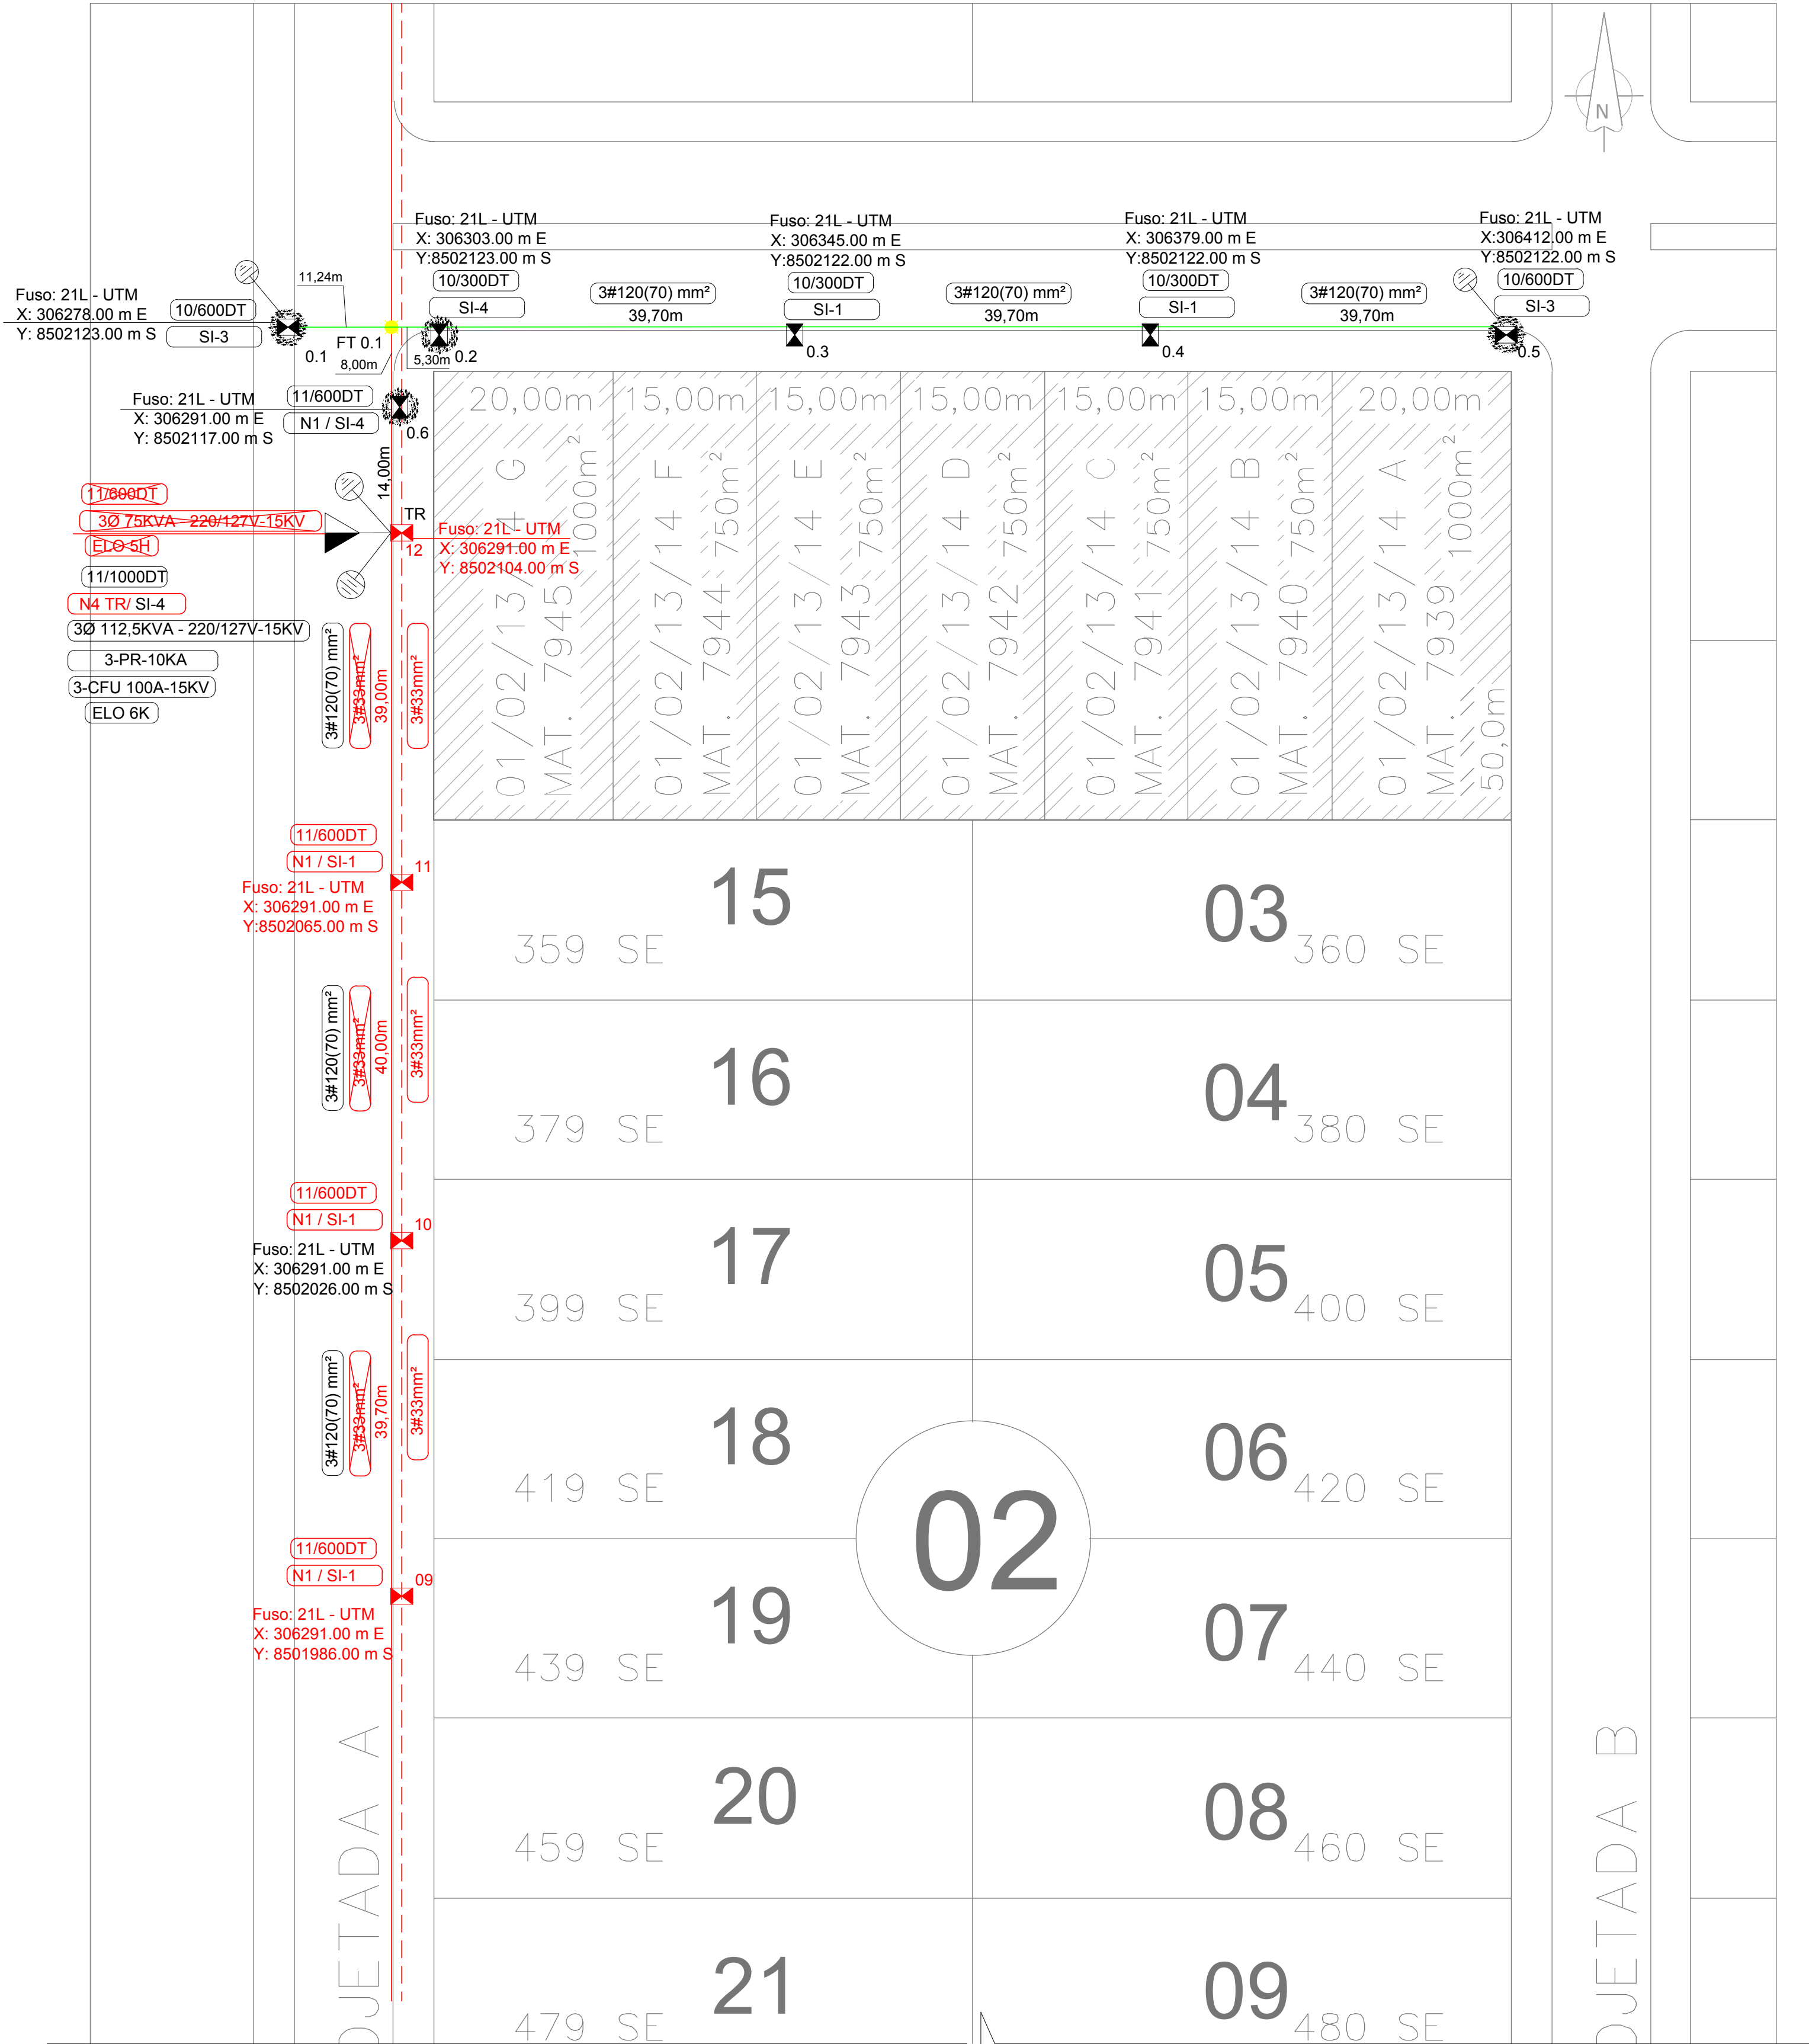 N
Fuso: 21L - UTM
X: 306303.00 m E
Y:8502123.00 m S
10/300DT
SI-4
Fuso: 21L - UTM
X: 306345.00 m E
Y:8502122.00 m S
10/300DT
SI-1
Fuso: 21L - UTM
X: 306379.00 m E
Y:8502122.00 m S
10/300DT
SI-1
Fuso: 21L - UTM
X:306412.00 m E
Y:8502122.00 m S
10/600DT
SI-3
3#120(70) mm²
39,70m
3#120(70) mm²
39,70m
3#120(70) mm²
39,70m
Fuso: 21L - UTM
X: 306278.00 m E
Y: 8502123.00 m S
10/600DT
SI-3
11,24m
0.1
FT 0.1
8,00m
5,30m
0.2
0.3
0.4
0.5
Fuso: 21L - UTM
X: 306291.00 m E
Y: 8502117.00 m S
11/600DT
N1 / SI-4
0.6
14,00m
11/600DT
3Ø 75KVA - 220/127V-15KV
ELO 5H
11/1000DT
N4 TR/ SI-4
3Ø 112,5KVA - 220/127V-15KV
3-PR-10KA
3-CFU 100A-15KV
ELO 6K
TR
12
Fuso: 21L - UTM
X: 306291.00 m E
Y: 8502104.00 m S
20,00m
15,00m
15,00m
15,00m
15,00m
15,00m
20,00m
01/02/13/14 G
MAT. 7945
1000m²
01/02/13/14 F
MAT. 7944 750m²
01/02/13/14 E
MAT. 7943 750m²
01/02/13/14 D
MAT. 7942 750m²
01/02/13/14 C
MAT. 7941 750m²
01/02/13/14 B
MAT. 7940 750m²
01/02/13/14 A
MAT. 7939
1000m²
50,0m
3#120(70) mm²
3#33mm²
39,00m
3#33mm²
11/600DT
N1 / SI-1
11
Fuso: 21L - UTM
X: 306291.00 m E
Y:8502065.00 m S
15
359 SE
03
360 SE
3#120(70) mm²
3#33mm²
40,00m
3#33mm²
16
379 SE
04
380 SE
11/600DT
N1 / SI-1
10
Fuso: 21L - UTM
X: 306291.00 m E
Y: 8502026.00 m S
17
399 SE
05
400 SE
3#120(70) mm²
3#33mm²
39,70m
3#33mm²
18
419 SE
06
420 SE
02
11/600DT
N1 / SI-1
09
Fuso: 21L - UTM
X: 306291.00 m E
Y: 8501986.00 m S
19
439 SE
07
440 SE
20
459 SE
08
460 SE
21
479 SE
09
480 SE
OJETADA A
OJETADA B